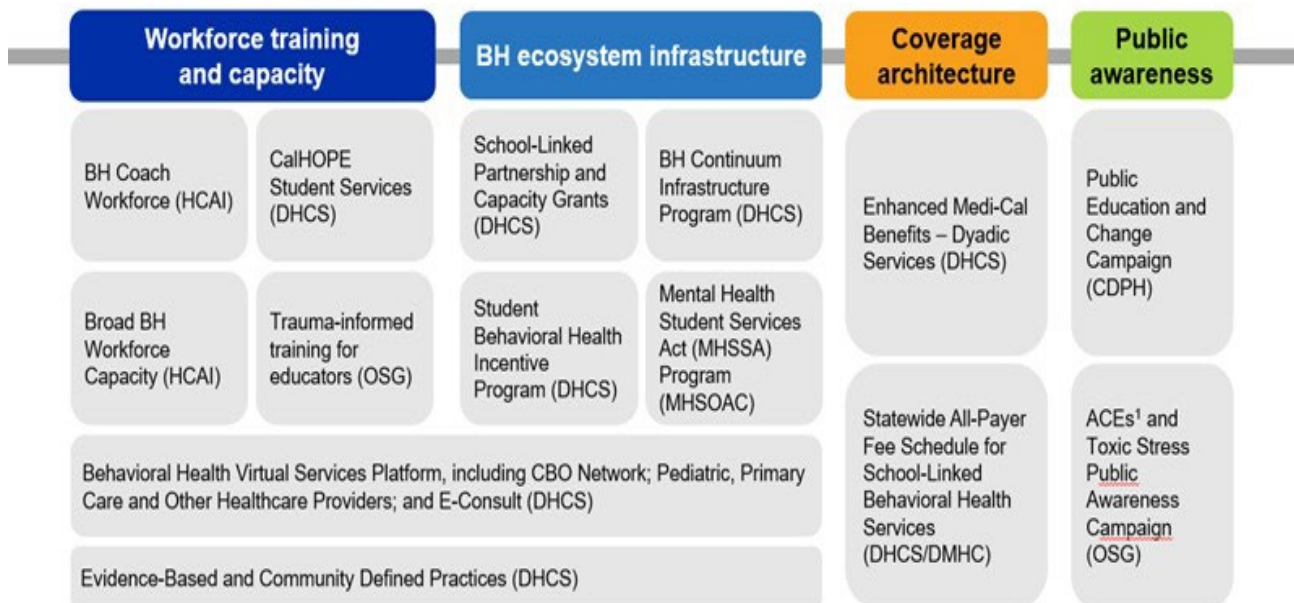 Workforce training
and capacity
BH ecosystem infrastructure
Coverage
architecture
Public
awareness
BH Coach
Workforce (HCAI)
CalHOPE
Student Services
(DHCS)
School-Linked
Partnership and
Capacity Grants
(DHCS)
BH Continuum
Infrastructure
Program (DHCS)
Enhanced Medi-Cal
Benefits – Dyadic
Services (DHCS)
Public
Education and
Change
Campaign
(CDPH)
Broad BH
Workforce
Capacity (HCAI)
Trauma-informed
training for
educators (OSG)
Student
Behavioral Health
Incentive
Program (DHCS)
Mental Health
Student Services
Act (MHSSA)
Program
(MHSOAC)
Statewide All-Payer
Fee Schedule for
School-Linked
Behavioral Health
Services
(DHCS/DMHC)
ACEs¹ and
Toxic Stress
Public
Awareness
Campaign
(OSG)
Behavioral Health Virtual Services Platform, including CBO Network; Pediatric, Primary
Care and Other Healthcare Providers; and E-Consult (DHCS)
Evidence-Based and Community Defined Practices (DHCS)